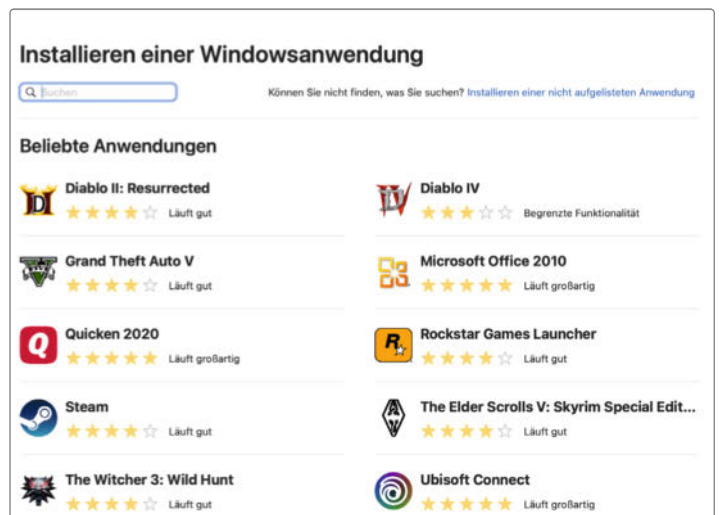 Installieren einer Windowsanwendung
Suchen
Können Sie nicht finden, was Sie suchen? Installieren einer nicht aufgelisteten Anwendung
Beliebte Anwendungen
Diablo II: Resurrected
Läuft gut
Diablo IV
Begrenzte Funktionalität
Grand Theft Auto V
Läuft gut
Microsoft Office 2010
Läuft großartig
Quicken 2020
Läuft großartig
Rockstar Games Launcher
Läuft gut
Steam
Läuft gut
The Elder Scrolls V: Skyrim Special Edit...
Läuft gut
The Witcher 3: Wild Hunt
Läuft gut
Ubisoft Connect
Läuft großartig